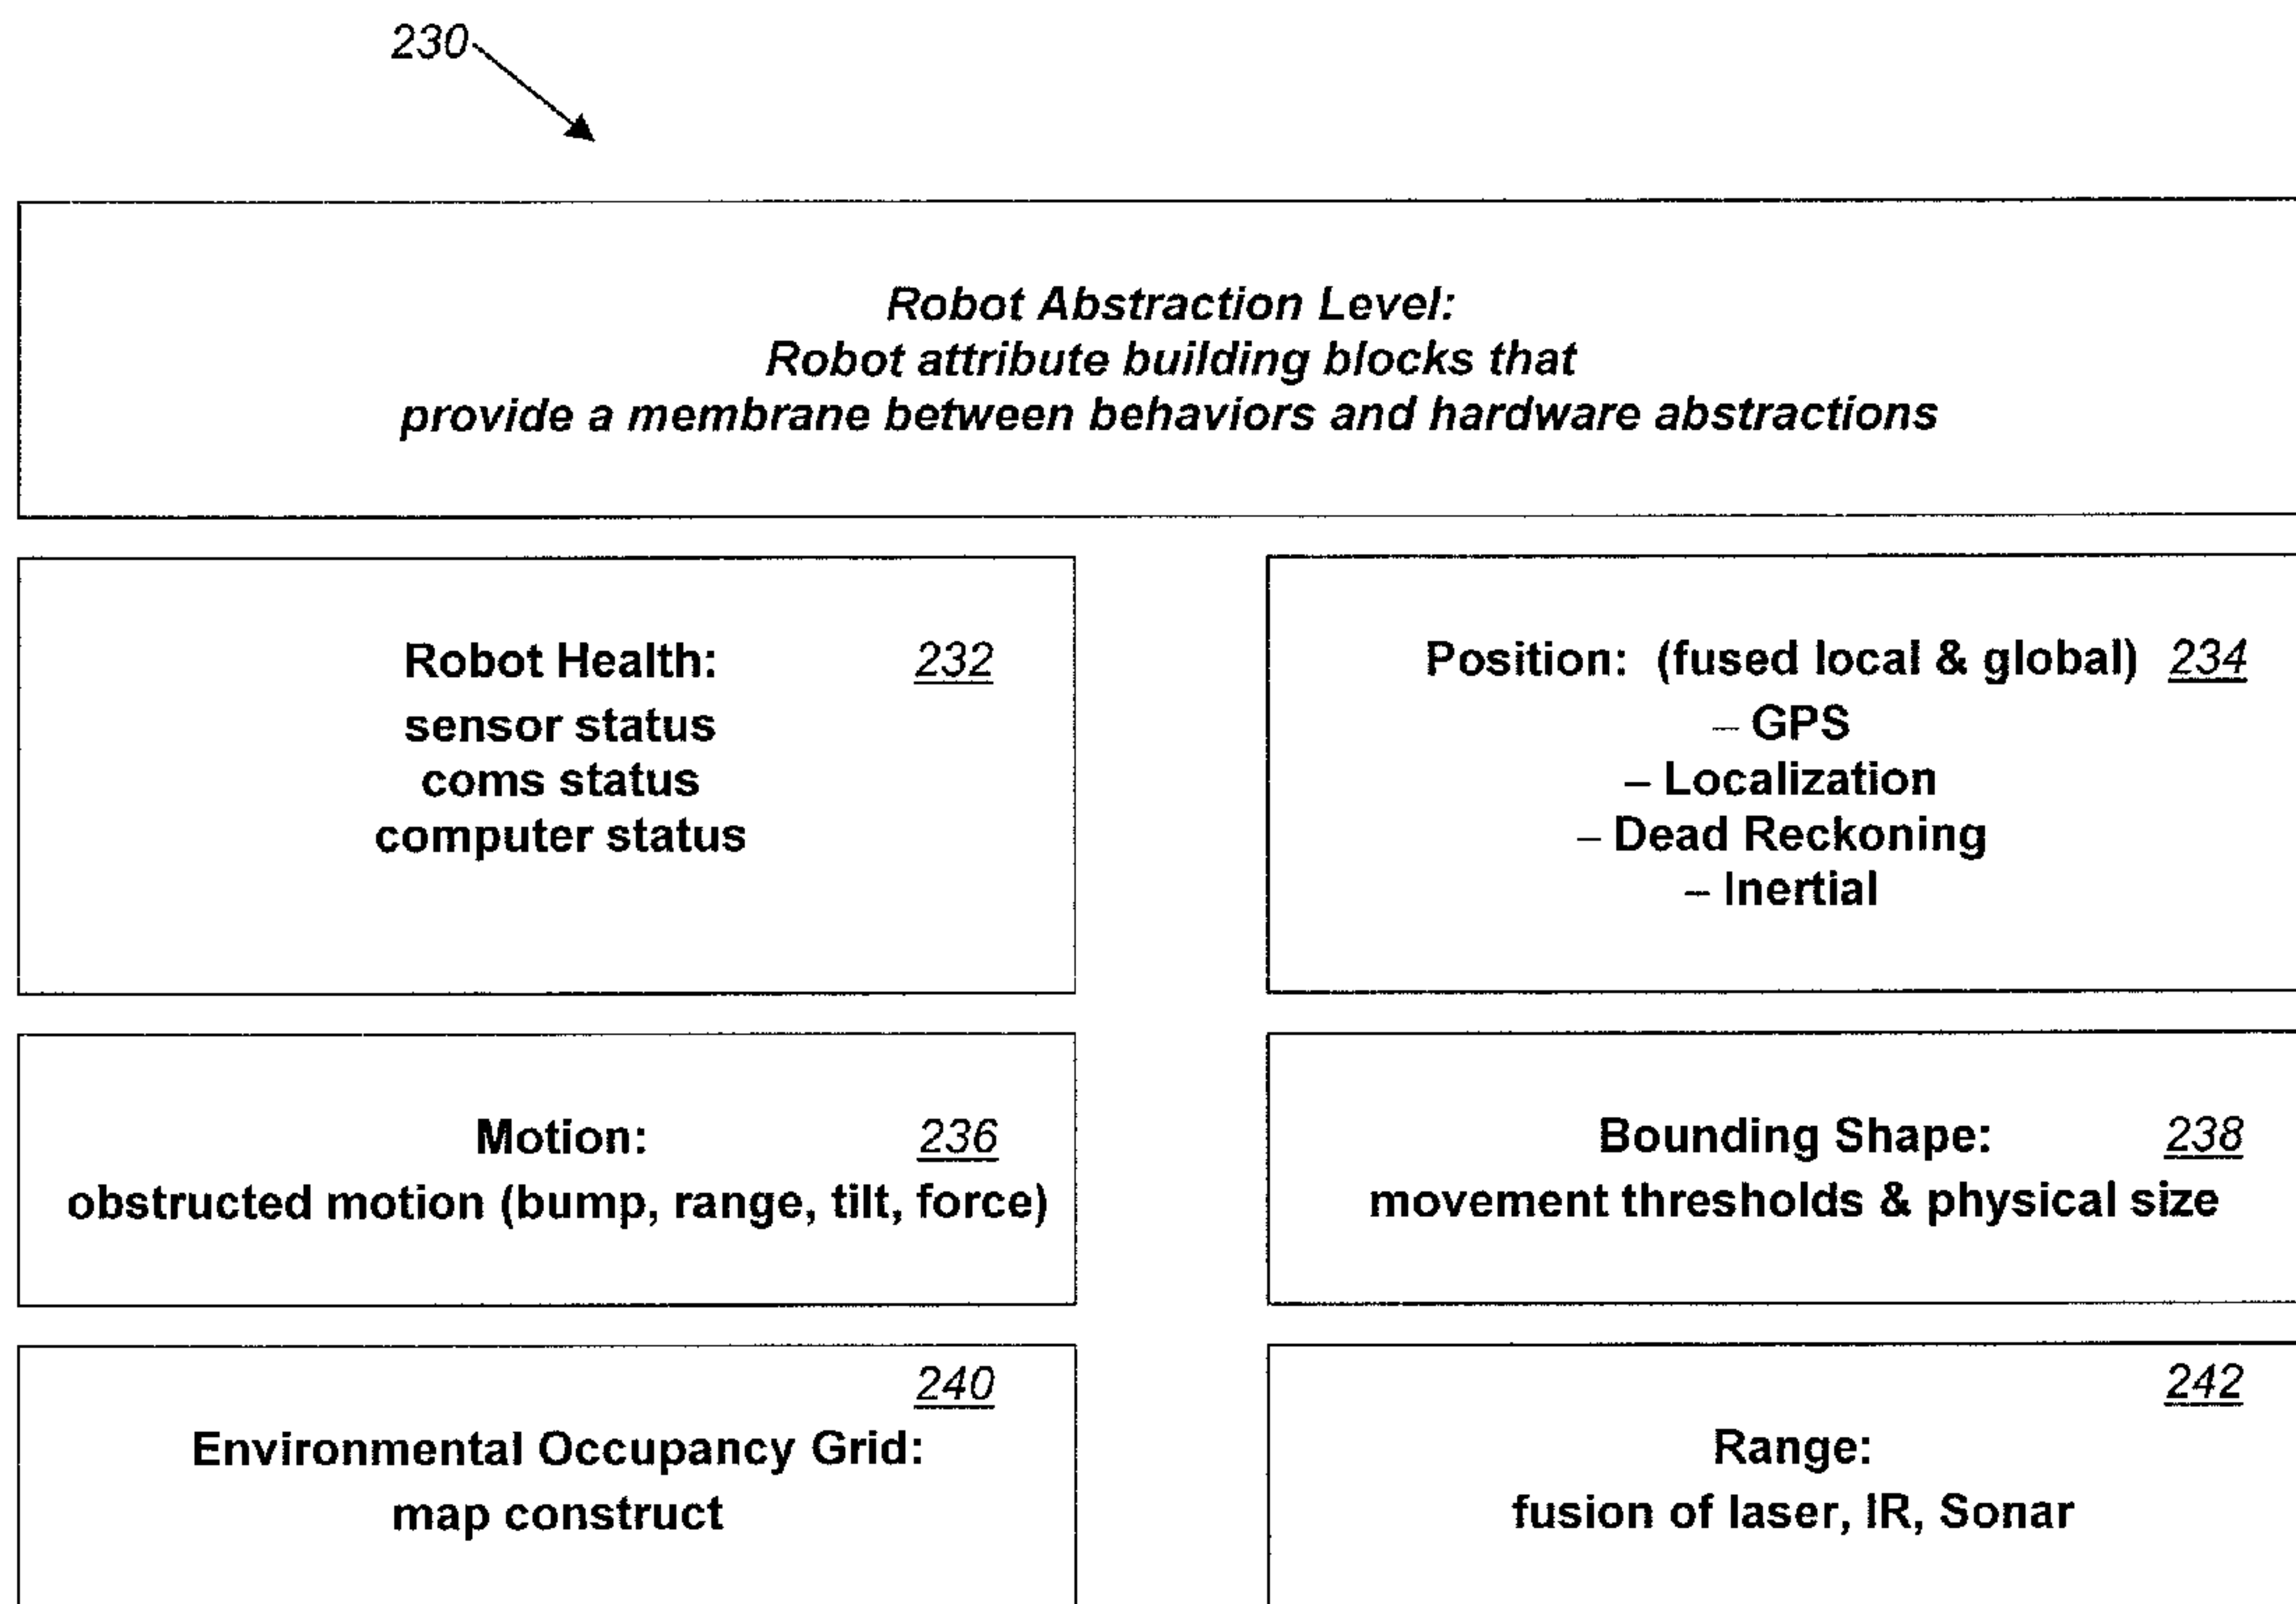 230
Robot Abstraction Level:
Robot attribute building blocks that
provide a membrane between behaviors and hardware abstractions
Robot Health: 232
sensor status
coms status
computer status
Position: (fused local & global) 234
– GPS
– Localization
– Dead Reckoning
– Inertial
Motion: 236
obstructed motion (bump, range, tilt, force)
Bounding Shape: 238
movement thresholds & physical size
240
Environmental Occupancy Grid:
map construct
242
Range:
fusion of laser, IR, Sonar